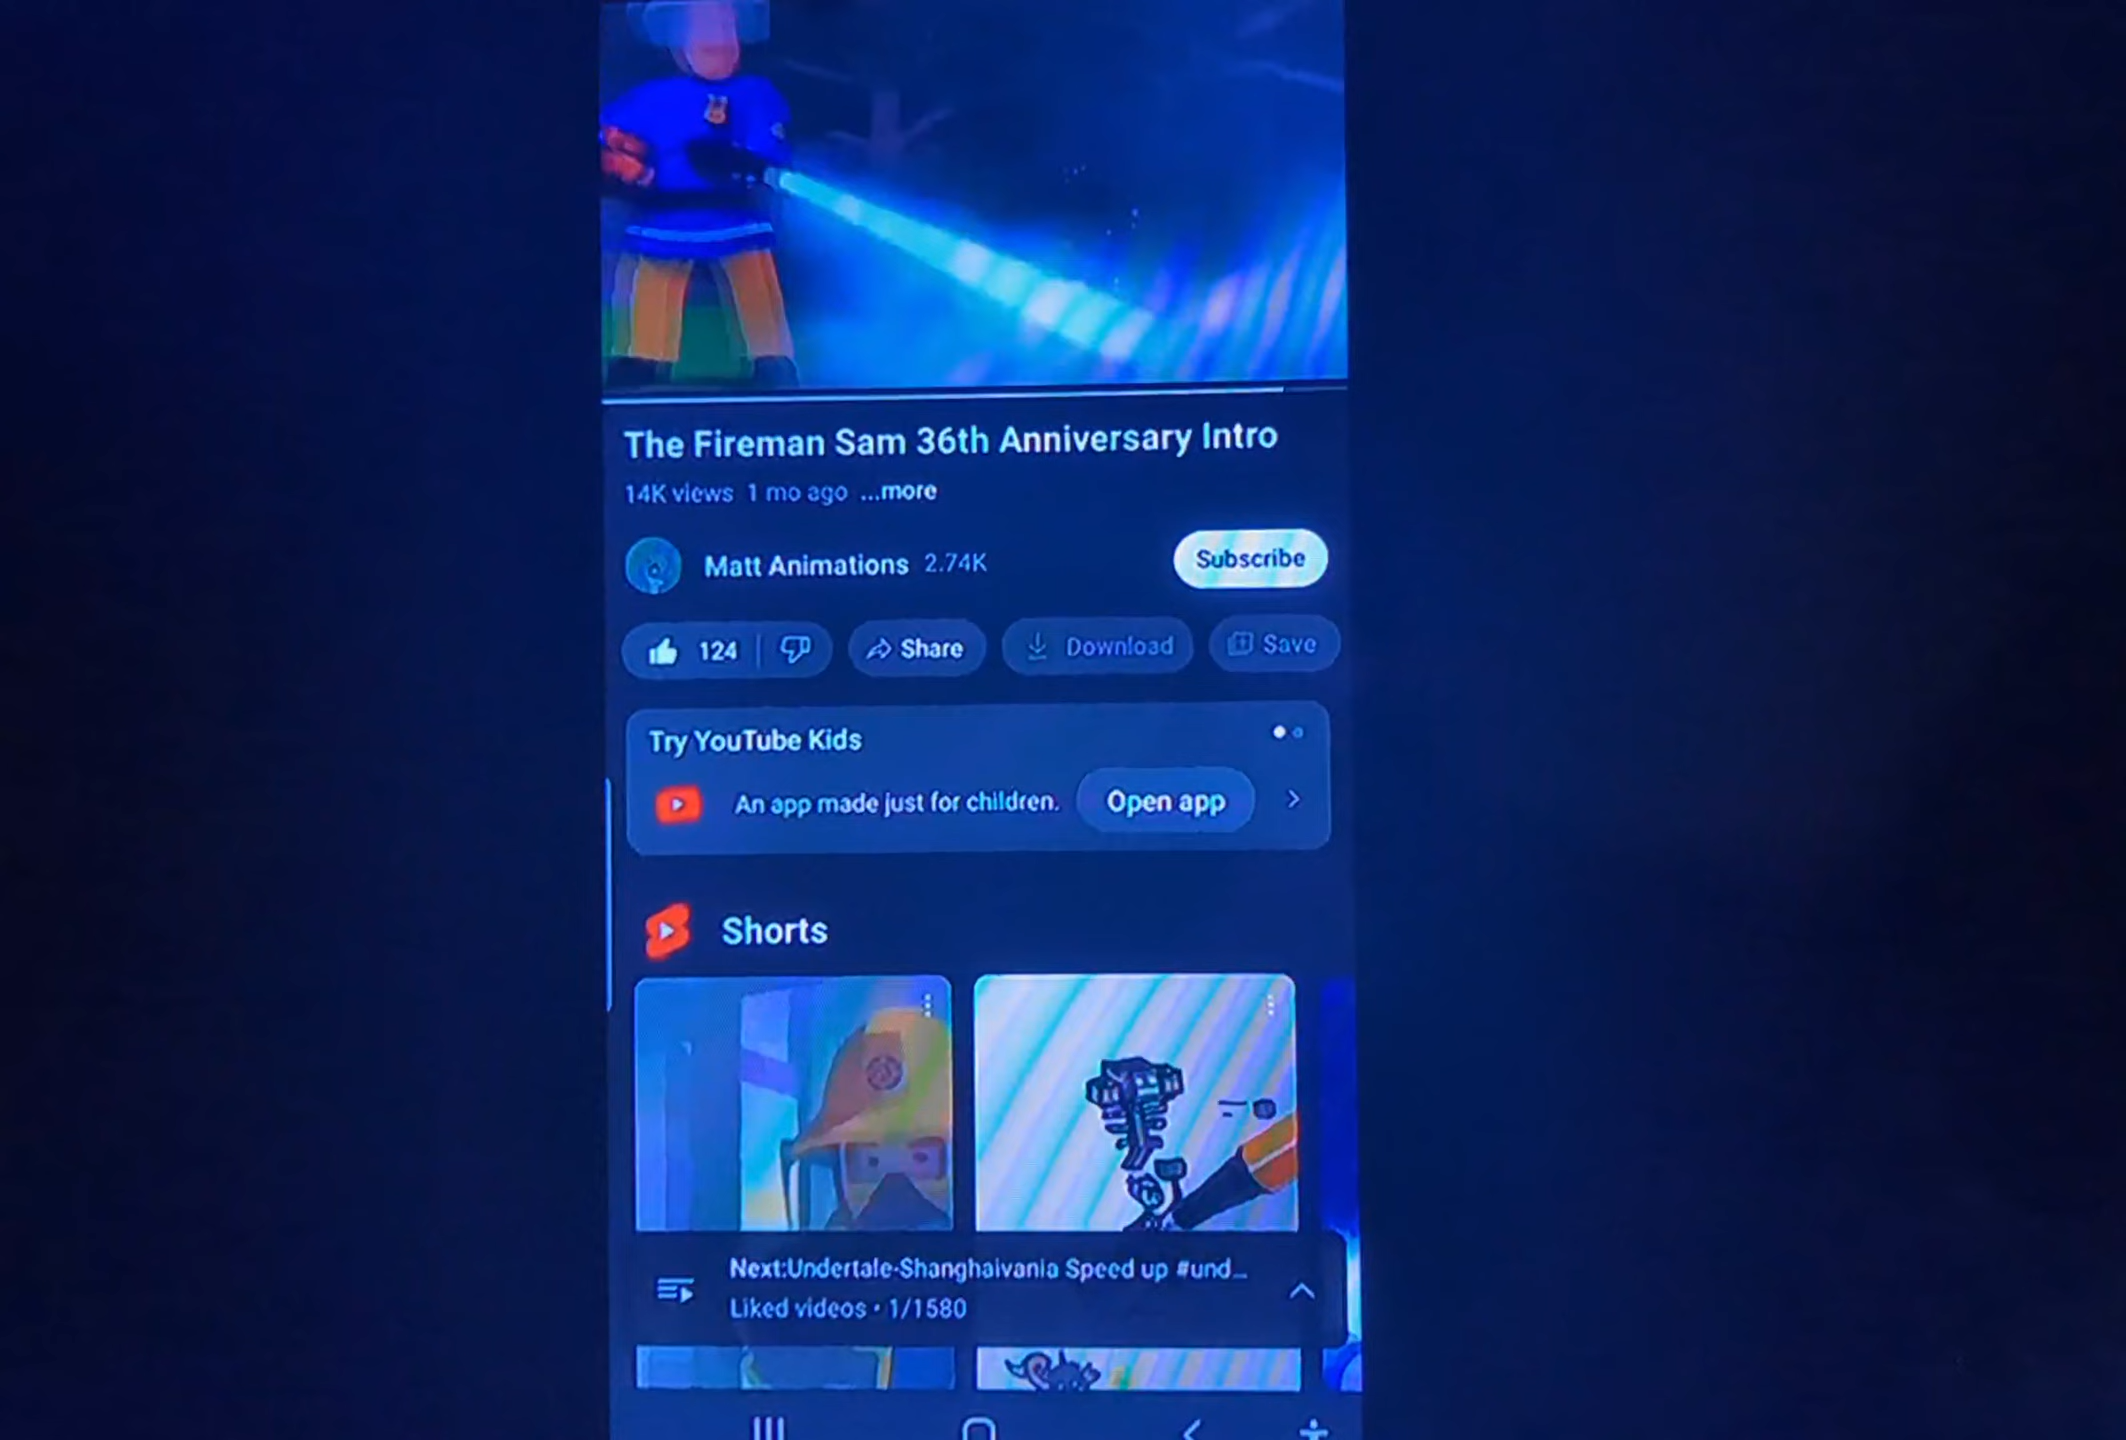 The Fireman Sam 36th Anniversary Intro
14K views 1 mo ago ...more
Matt Animations 2.74K
Subscribe
124
Share
Download
Save
Try YouTube Kids
An app made just for children.
Open app
Shorts
Next:Undertale-Shanghaivania Speed up #und...
Liked videos • 1/1580